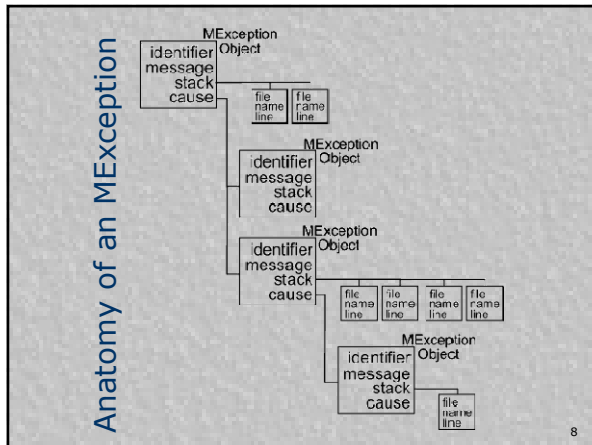 Anatomy of an MException
MException
Object
identifier
message
stack
cause
file file
name name
line line
MException
Object
identifier
message
stack
cause
MException
Object
identifier
message
stack
cause
file file file file
name name name name
line line line line
MException
Object
identifier
message
stack
cause
file
name
line
8